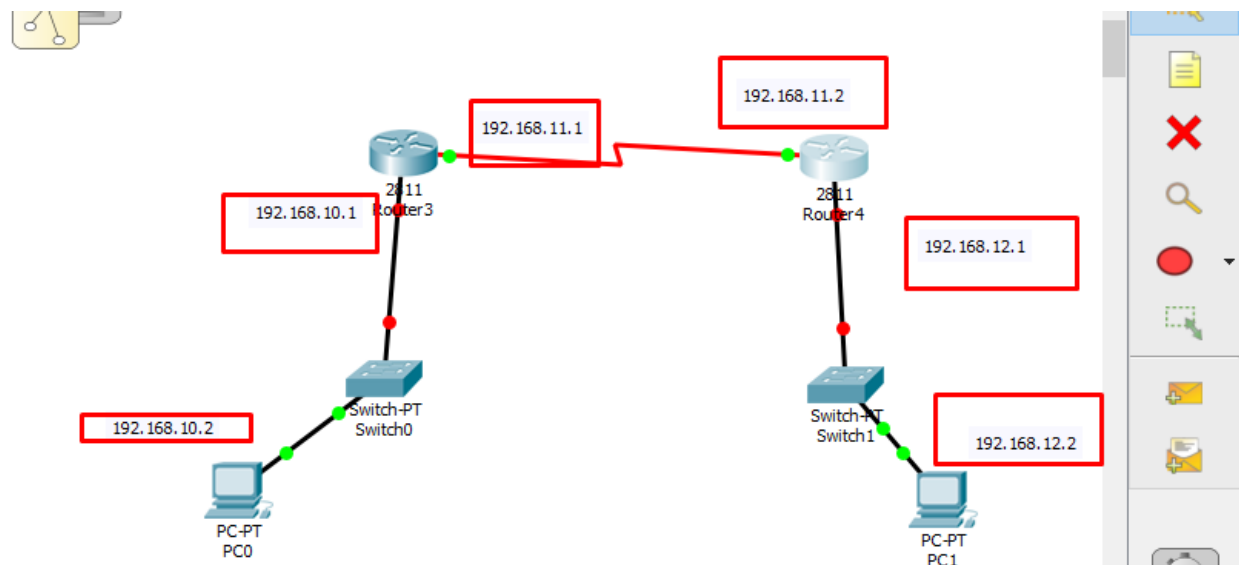 192.168.11.2
192.168.11.1
2811
Router3
2811
Router4
192.168.10.1
192.168.12.1
Switch-PT
Switch0
Switch-PT
Switch1
192.168.10.2
192.168.12.2
PC-PT
PC0
PC-PT
PC1